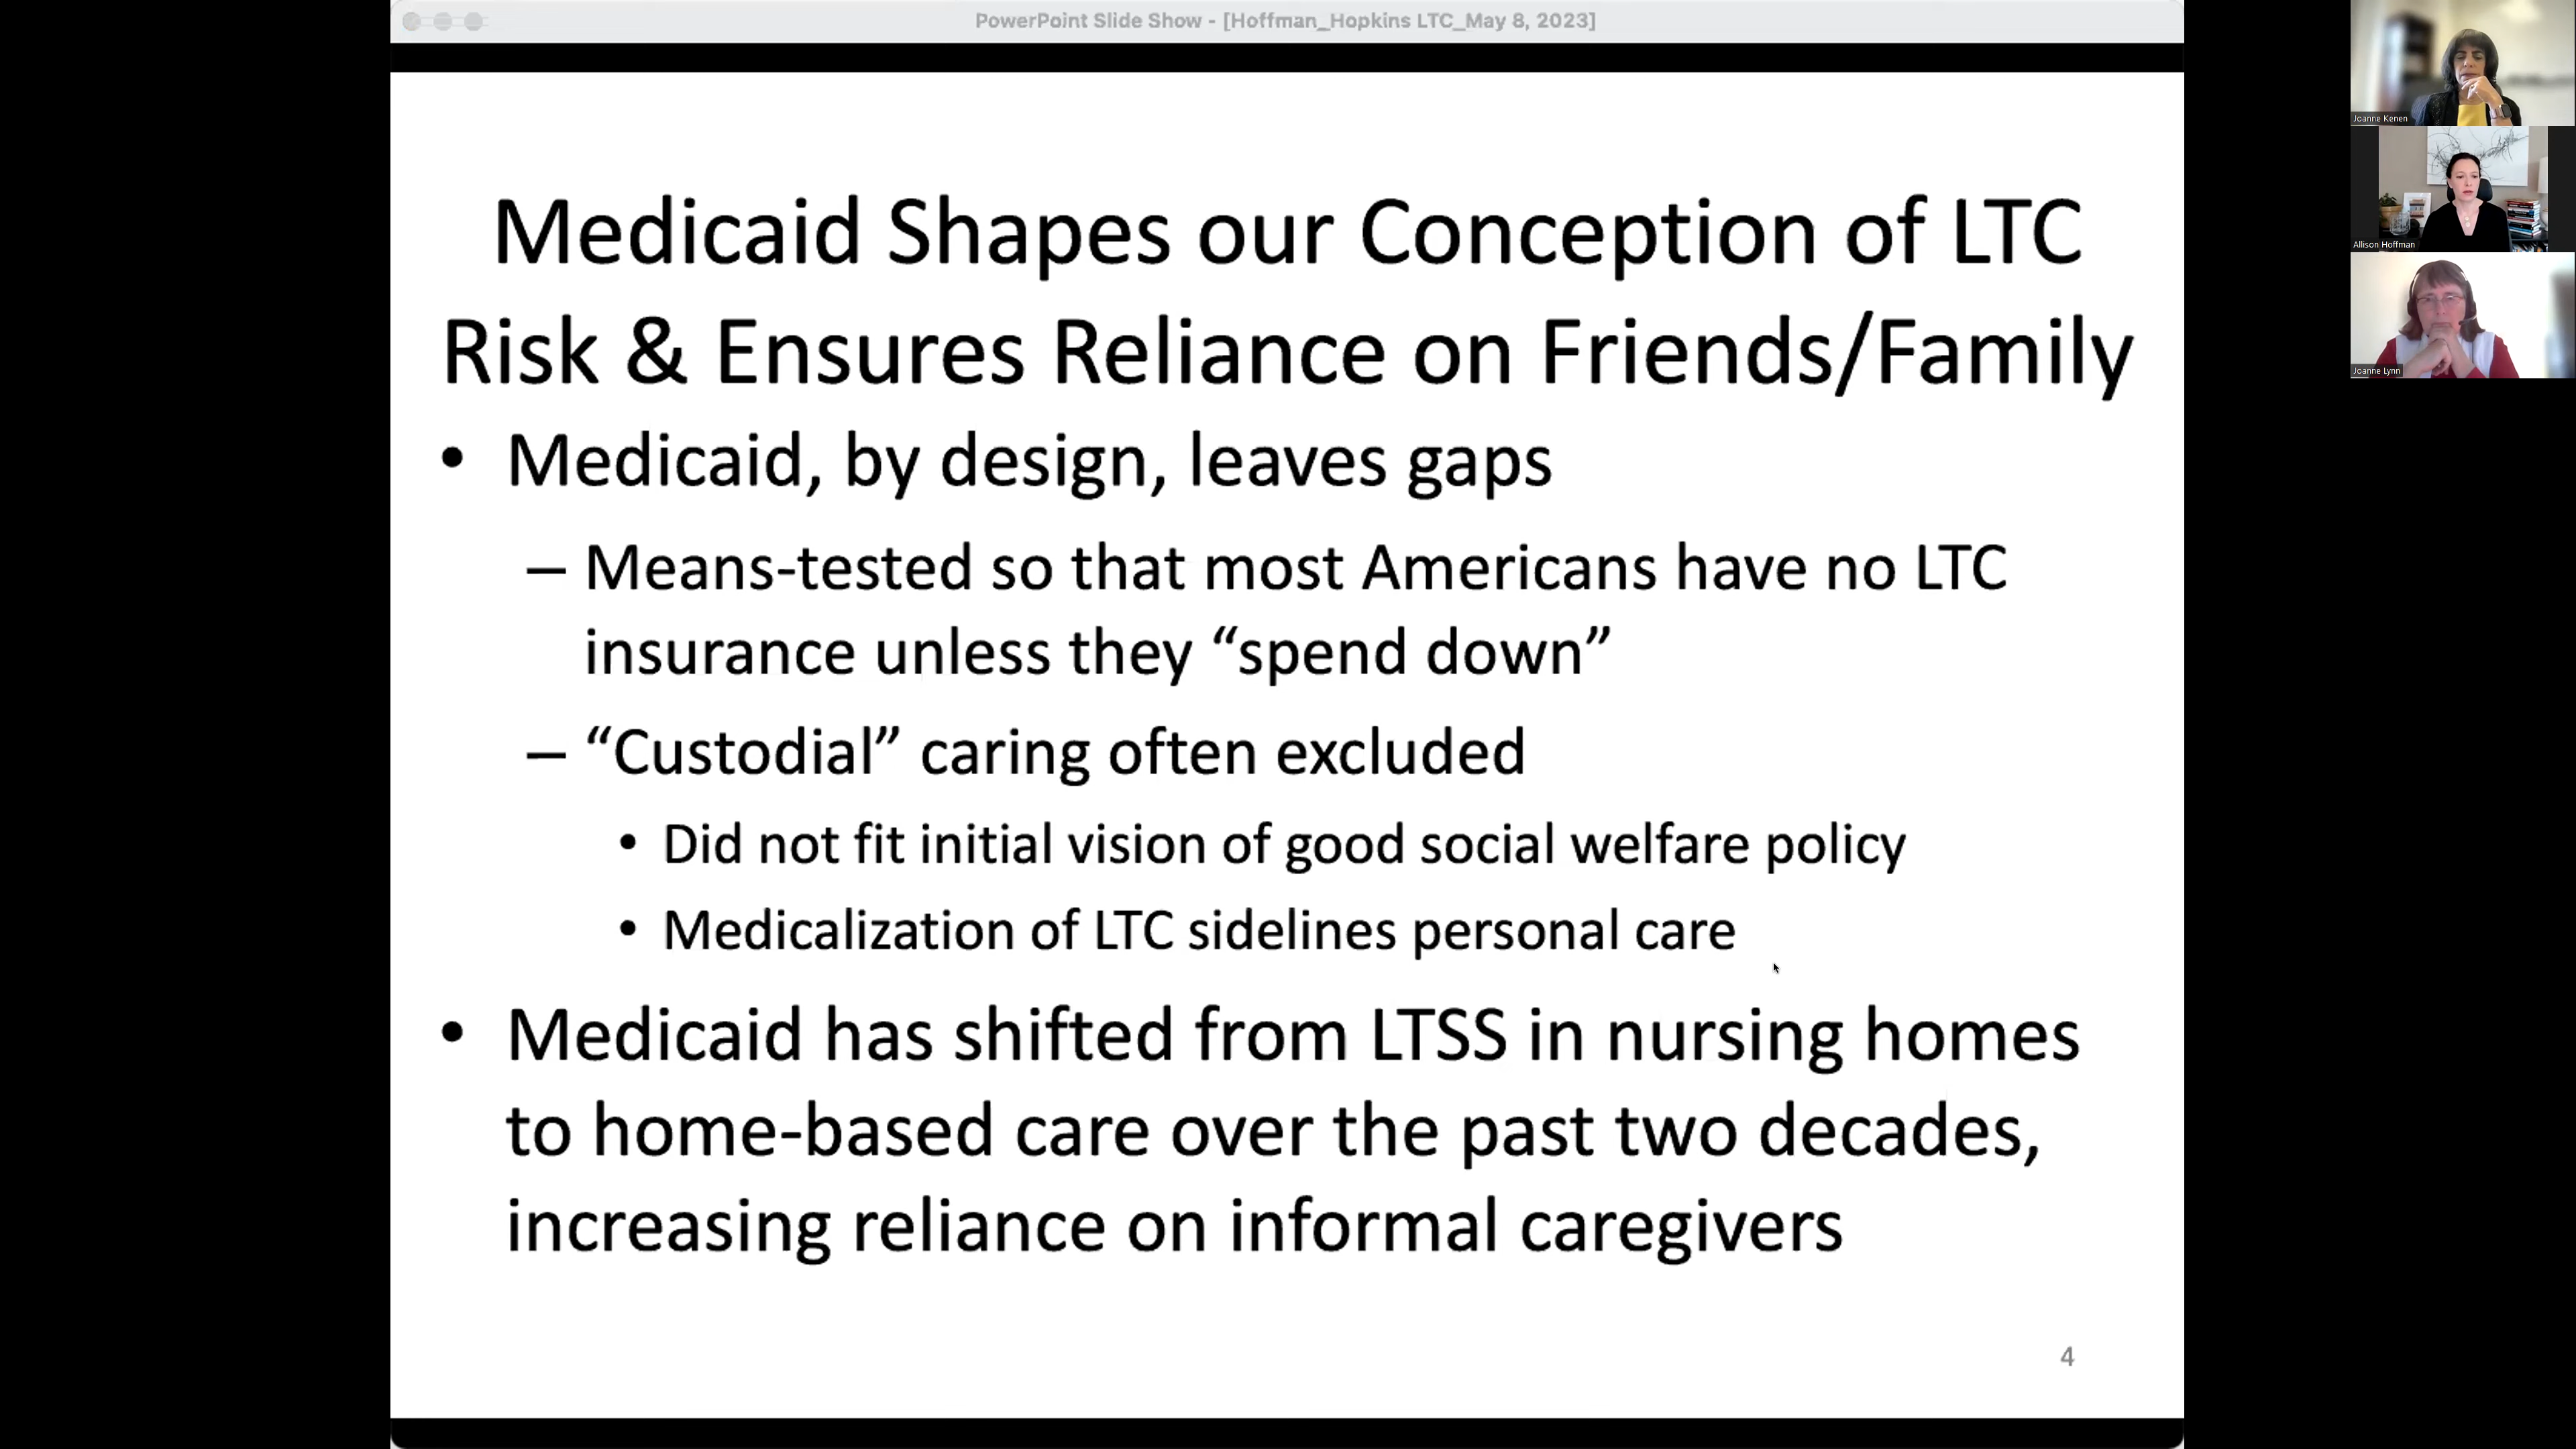 PowerPoint Slide Show - [Hoffman_Hopkins LTC_May 8, 2023]
Medicaid Shapes our Conception of LTC
Risk & Ensures Reliance on Friends/Family
• Medicaid, by design, leaves gaps
– Means-tested so that most Americans have no LTC
insurance unless they “spend down”
– “Custodial” caring often excluded
• Did not fit initial vision of good social welfare policy
• Medicalization of LTC sidelines personal care
• Medicaid has shifted from LTSS in nursing homes
to home-based care over the past two decades,
increasing reliance on informal caregivers
4
Joanne Kenen
Allison Hoffman
Joanne Lynn